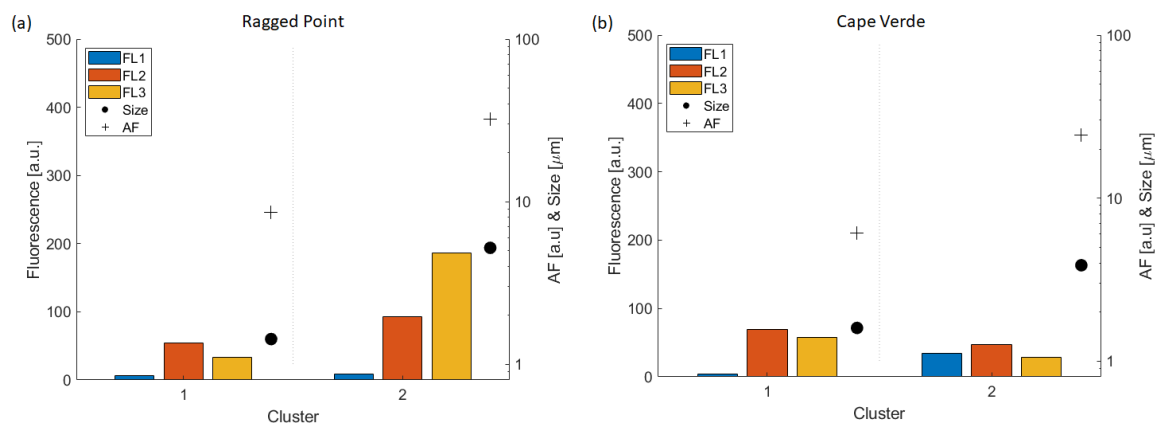 (a)
Ragged Point
500
400
300
200
100
0
Fluorescence [a.u.]
FL1
FL2
FL3
Size
AF
100
10
1
AF [a.u] & Size [μm]
1
2
Cluster
(b)
Cape Verde
500
400
300
200
100
0
Fluorescence [a.u.]
FL1
FL2
FL3
Size
AF
100
10
1
AF [a.u] & Size [μm]
1
2
Cluster